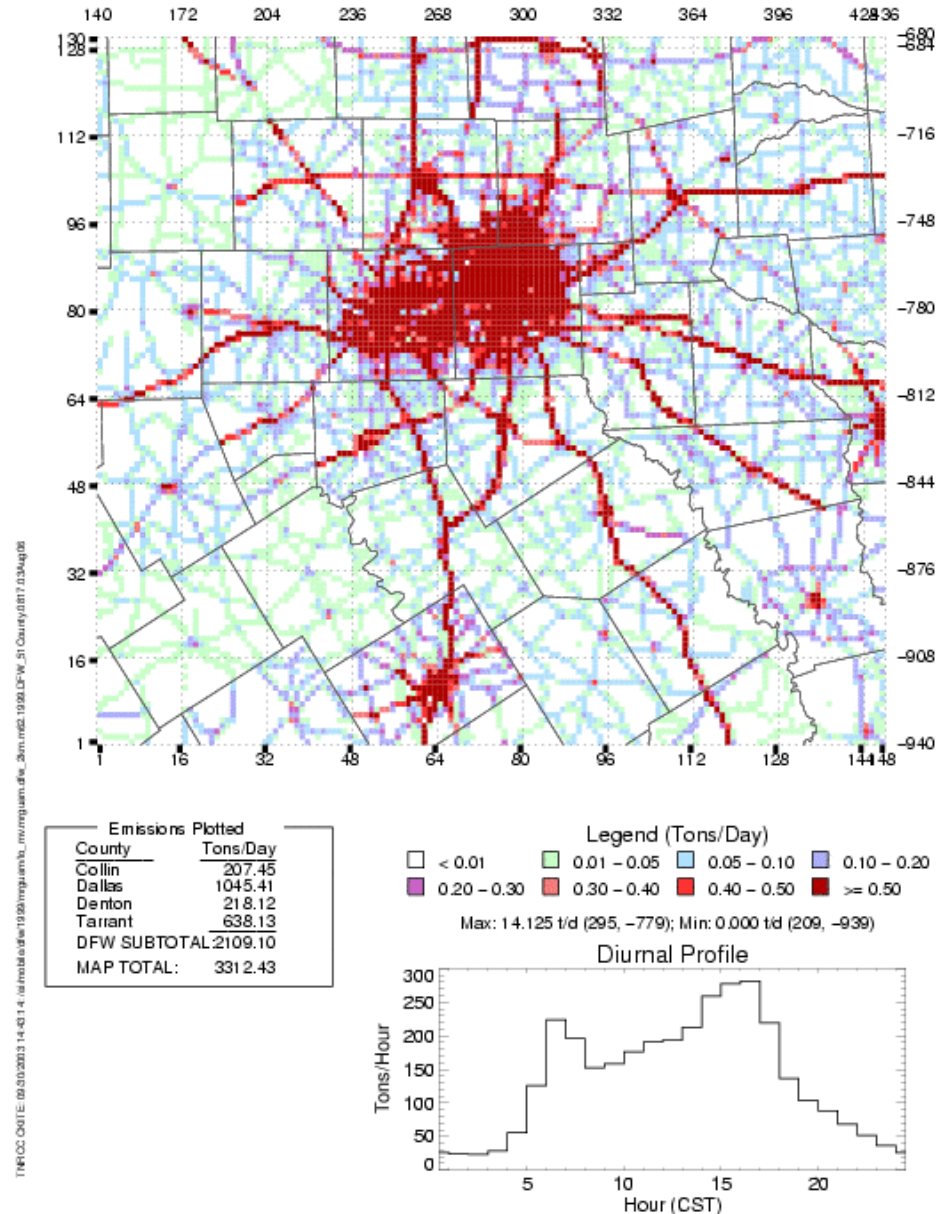 140 172 204 236 268 300 332 364 396 428 436
130
128
112
96
80
64
48
32
16
1
-680
-684
-716
-748
-780
-812
-844
-876
-908
-940
1 16 32 48 64 80 96 112 128 144 148
Emissions Plotted
County Tons/Day
Collin 207.45
Dallas 1045.41
Denton 218.12
Tarrant 638.13
DFW SUBTOTAL: 2109.10
MAP TOTAL: 3312.43
Legend (Tons/Day)
< 0.01 0.01 - 0.05 0.05 - 0.10 0.10 - 0.20
0.20 - 0.30 0.30 - 0.40 0.40 - 0.50 >= 0.50
Max: 14.125 t/d (295, -779); Min: 0.000 t/d (209, -939)
Diurnal Profile
300
250
200
150
100
50
0
Tons/Hour
5 10 15 20
Hour (CST)